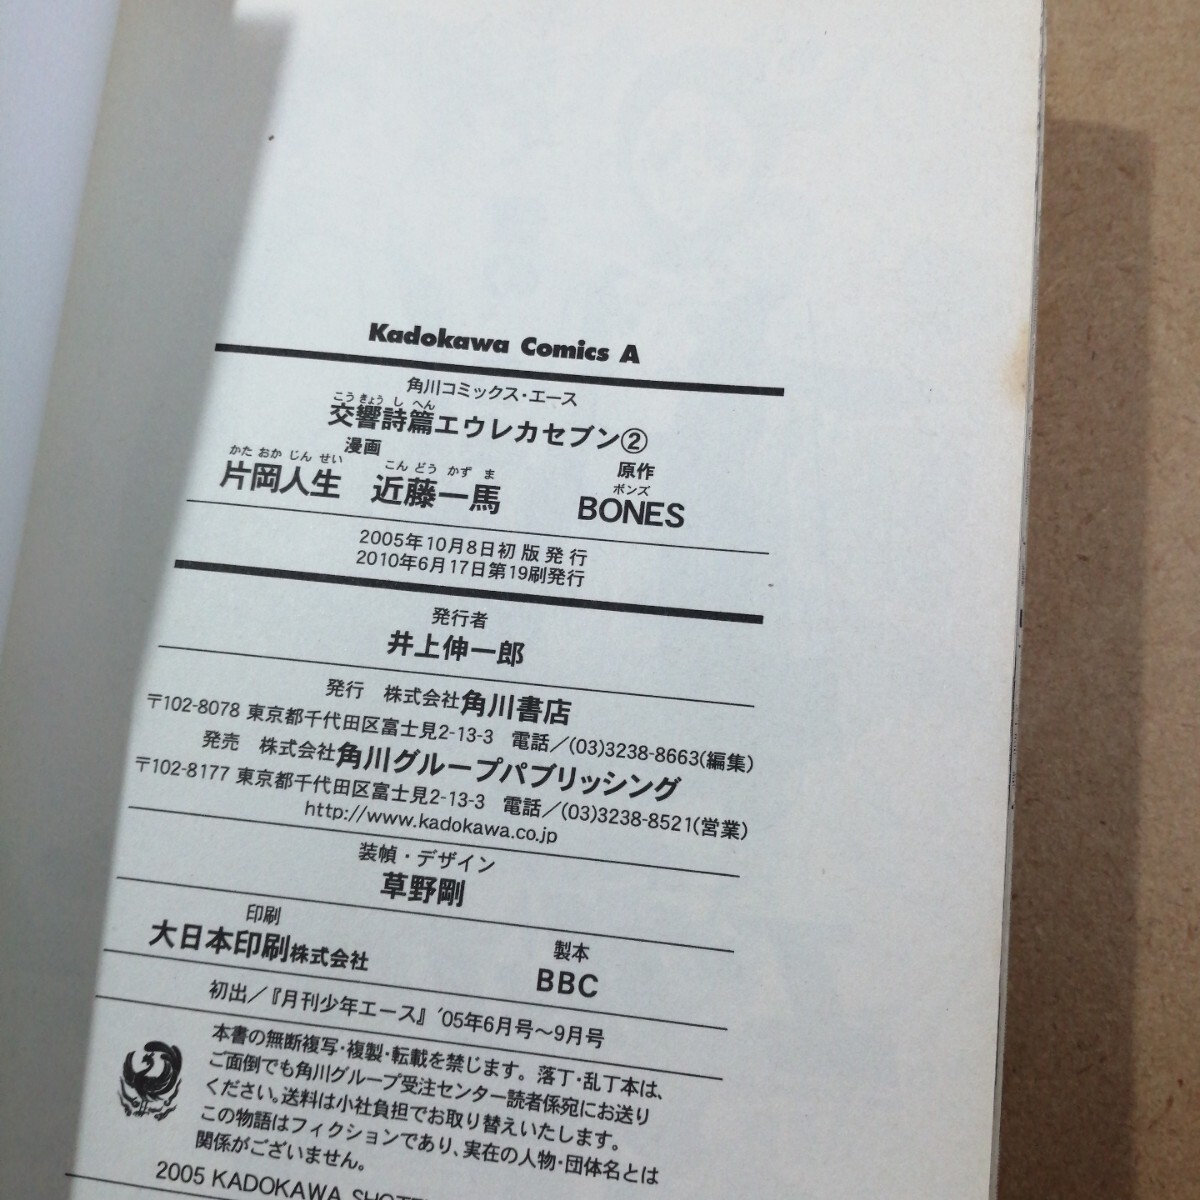 Kadokawa Comics A
角川コミックス・エース
こうきょうしへん
交響詩篇エウレカセブン②
漫画 原作
かたおかじんせい こんどうかずま ボンズ
片岡人生 近藤一馬 BONES
2005年10月8日初版発行
2010年6月17日第19刷発行
発行者
井上伸一郎
発行 株式会社角川書店
〒102-8078 東京都千代田区富士見2-13-3 電話／(03)3238-8663(編集)
発売 株式会社角川グループパブリッシング
〒102-8177 東京都千代田区富士見2-13-3 電話／(03)3238-8521(営業)
http://www.kadokawa.co.jp
装幀・デザイン
草野剛
印刷 製本
大日本印刷株式会社 BBC
初出／『月刊少年エース』'05年6月号〜9月号
本書の無断複写・複製・転載を禁じます。落丁・乱丁本は、
ご面倒でも角川グループ受注センター読者係宛にお送り
ください。送料は小社負担でお取り替えいたします。
この物語はフィクションであり、実在の人物・団体名とは
関係がございません。
2005 KADOKAWA